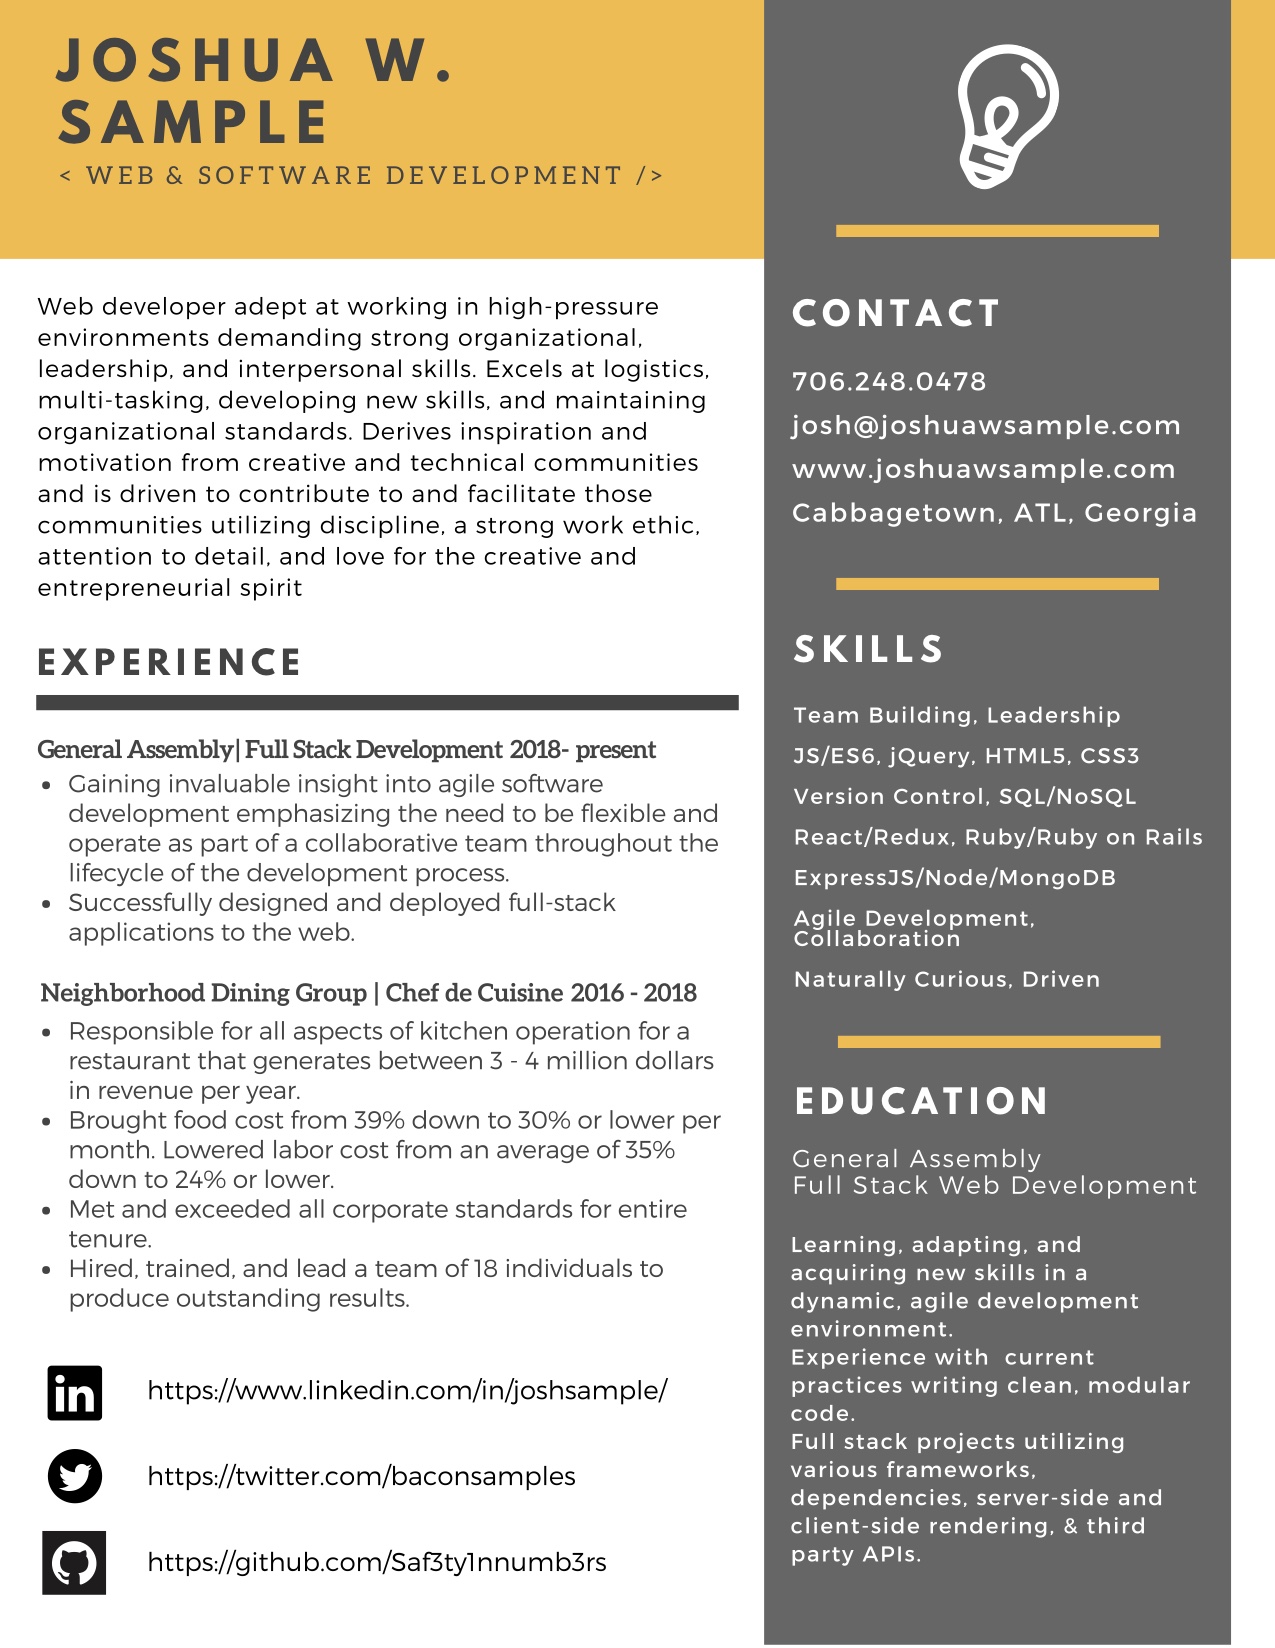 JOSHUA W.
SAMPLE
< WEB & SOFTWARE DEVELOPMENT />
Web developer adept at working in high-pressure
environments demanding strong organizational,
leadership, and interpersonal skills. Excels at logistics,
multi-tasking, developing new skills, and maintaining
organizational standards. Derives inspiration and
motivation from creative and technical communities
and is driven to contribute to and facilitate those
communities utilizing discipline, a strong work ethic,
attention to detail, and love for the creative and
entrepreneurial spirit
EXPERIENCE
General Assembly| Full Stack Development 2018- present
• Gaining invaluable insight into agile software
development emphasizing the need to be flexible and
operate as part of a collaborative team throughout the
lifecycle of the development process.
• Successfully designed and deployed full-stack
applications to the web.
Neighborhood Dining Group | Chef de Cuisine 2016 - 2018
• Responsible for all aspects of kitchen operation for a
restaurant that generates between 3 - 4 million dollars
in revenue per year.
• Brought food cost from 39% down to 30% or lower per
month. Lowered labor cost from an average of 35%
down to 24% or lower.
• Met and exceeded all corporate standards for entire
tenure.
• Hired, trained, and lead a team of 18 individuals to
produce outstanding results.
in
https://www.linkedin.com/in/joshsample/
https://twitter.com/baconsamples
https://github.com/Saf3ty1nnumb3rs
CONTACT
706.248.0478
josh@joshuawsample.com
www.joshuawsample.com
Cabbagetown, ATL, Georgia
SKILLS
Team Building, Leadership
JS/ES6, jQuery, HTML5, CSS3
Version Control, SQL/NoSQL
React/Redux, Ruby/Ruby on Rails
ExpressJS/Node/MongoDB
Agile Development,
Collaboration
Naturally Curious, Driven
EDUCATION
General Assembly
Full Stack Web Development
Learning, adapting, and
acquiring new skills in a
dynamic, agile development
environment.
Experience with  current
practices writing clean, modular
code.
Full stack projects utilizing
various frameworks,
dependencies, server-side and
client-side rendering, & third
party APIs.